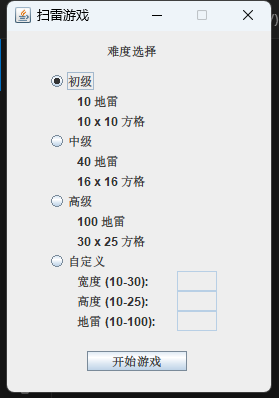 扫雷游戏
难度选择
初级
10 地雷
10 x 10 方格
中级
40 地雷
16 x 16 方格
高级
100 地雷
30 x 25 方格
自定义
宽度 (10-30):
高度 (10-25):
地雷 (10-100):
开始游戏